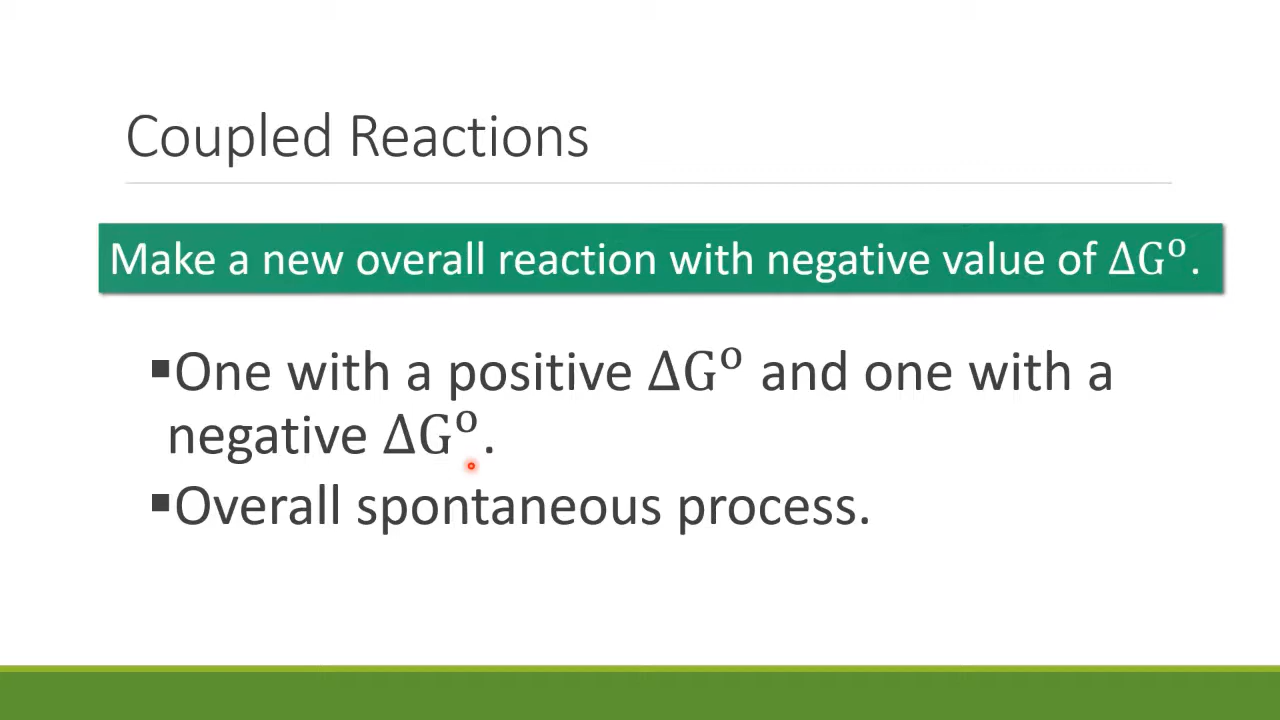 Coupled Reactions
Make a new overall reaction with negative value of ΔGᵒ.
▪One with a positive ΔGᵒ and one with a
negative ΔGᵒ.
▪Overall spontaneous process.